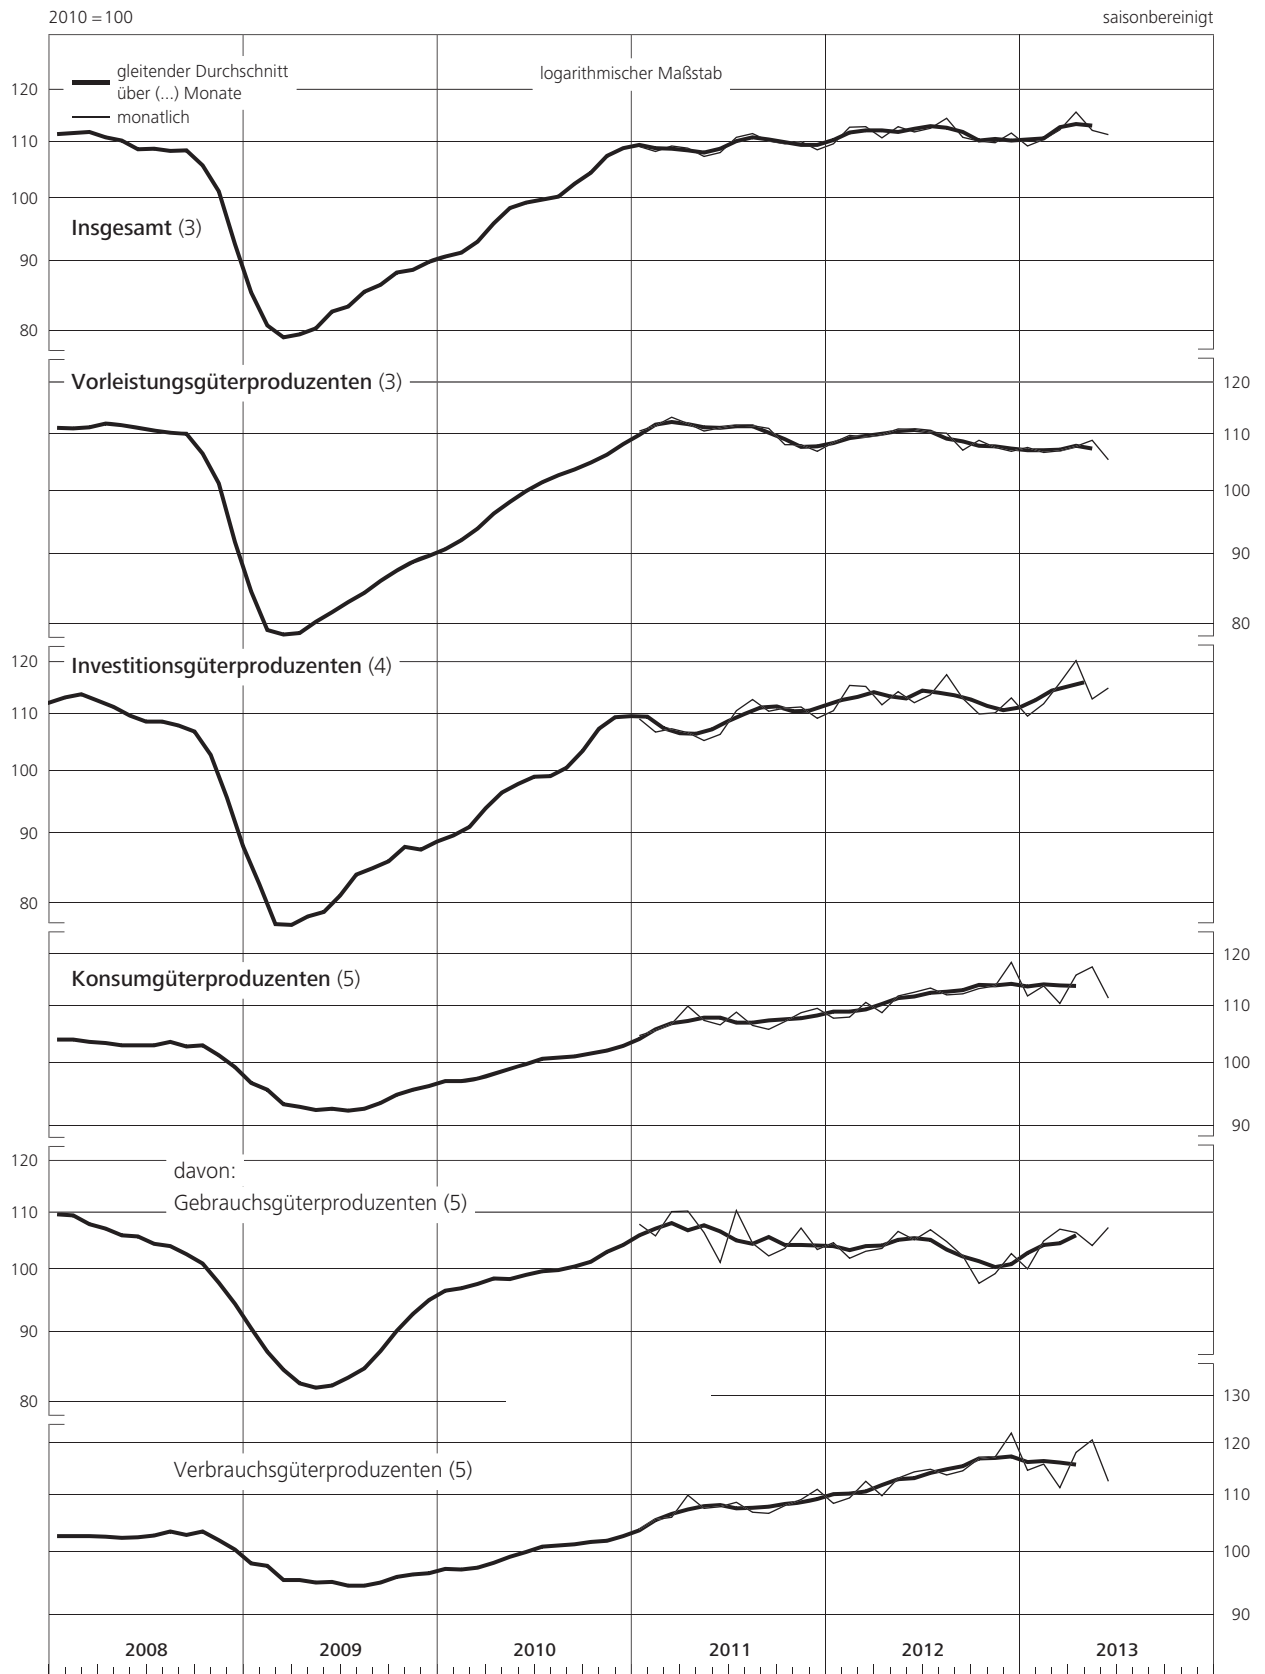 2010 = 100
saisonbereinigt
gleitender Durchschnitt
über (...) Monate
monatlich
logarithmischer Maßstab
120
110
100
90
80
Insgesamt (3)
Vorleistungsgüterproduzenten (3)
120
110
100
90
80
Investitionsgüterproduzenten (4)
120
110
100
90
80
Konsumgüterproduzenten (5)
120
110
100
90
davon:
Gebrauchsgüterproduzenten (5)
120
110
100
90
80
Verbrauchsgüterproduzenten (5)
130
120
110
100
90
2008 2009 2010 2011 2012 2013